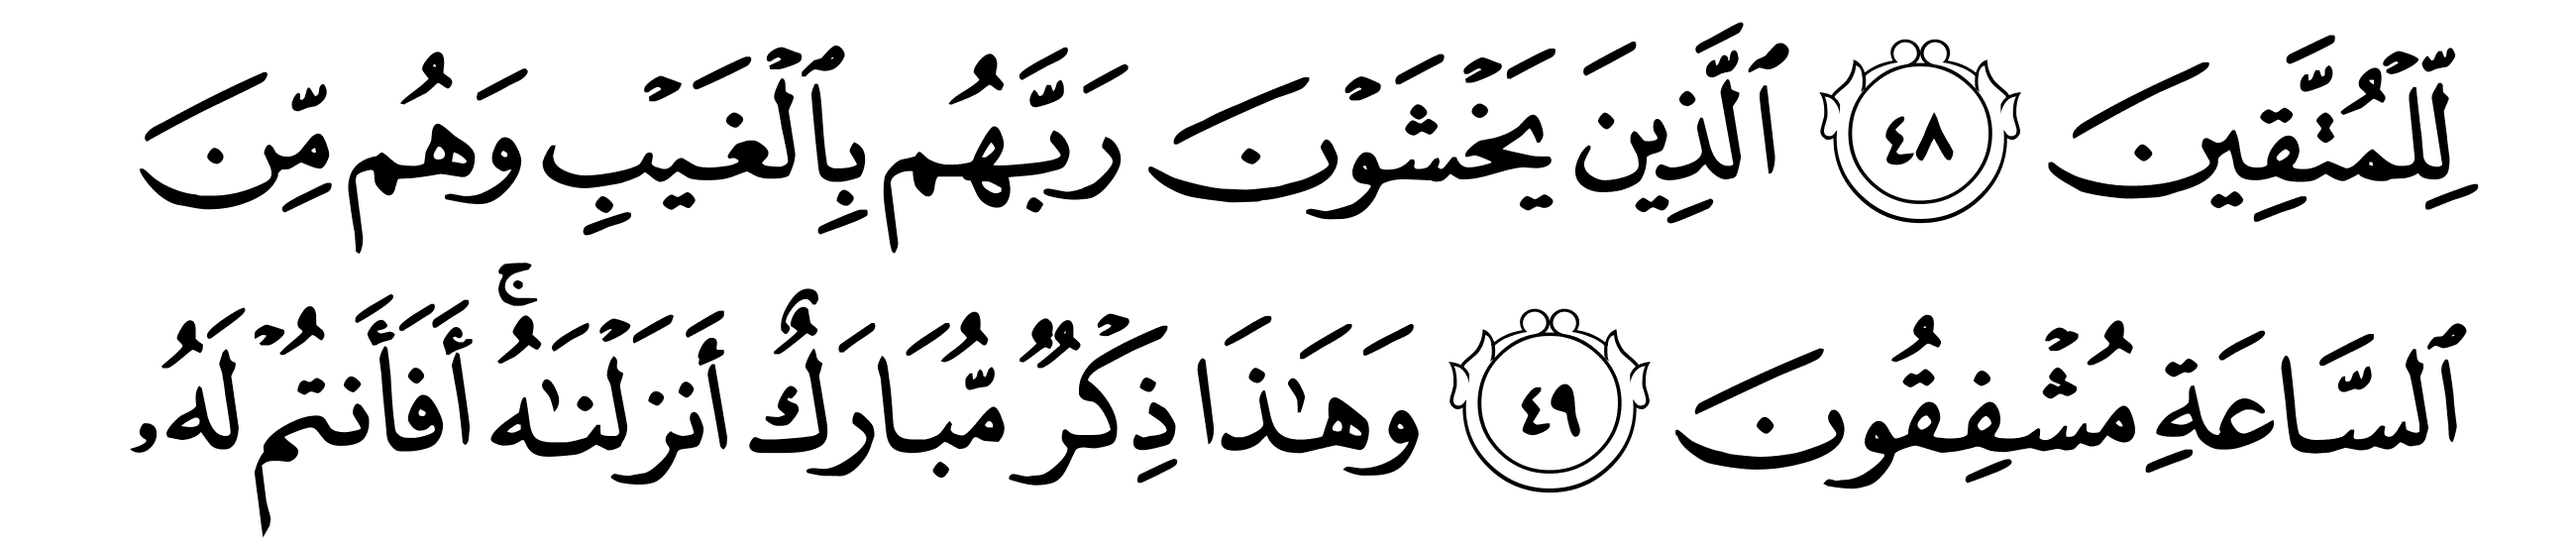 لِّلْمُتَّقِينَ ٤٨ ٱلَّذِينَ يَخْشَوْنَ رَبَّهُم بِٱلْغَيْبِ وَهُم مِّنَ
ٱلسَّاعَةِ مُشْفِقُونَ ٤٩ وَهَـٰذَا ذِكْرٌ مُّبَارَكٌ أَنزَلْنَـٰهُ ۚ أَفَأَنتُمْ لَهُۥ